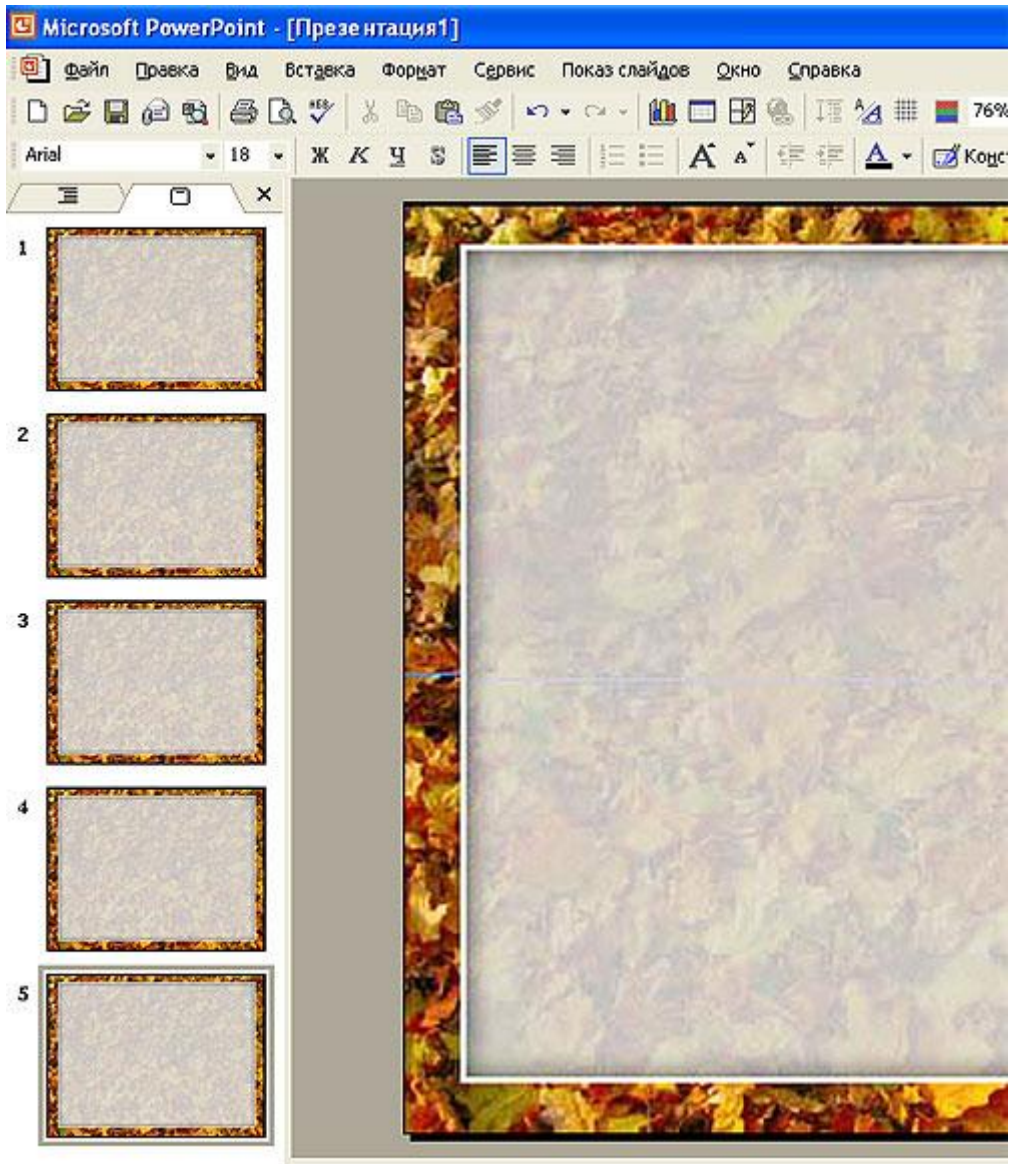 Microsoft PowerPoint - [Презентация1]
Файл Правка Вид Вставка Формат Сервис Показ слайдов Окно Справка
76%
Arial 18 Ж К Ч S A A A Конс
1
2
3
4
5